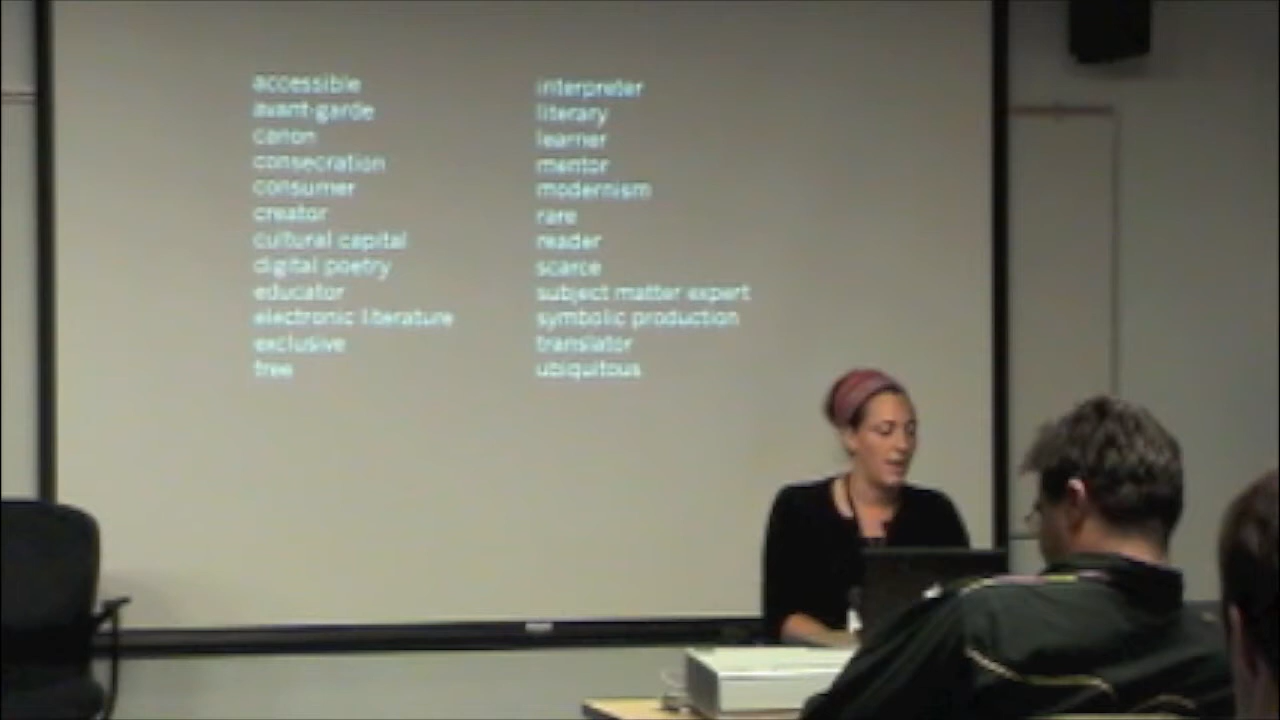 accessible
avant-garde
canon
consecration
consumer
creator
cultural capital
digital poetry
educator
electronic literature
exclusive
free
interpreter
literary
learner
mentor
modernism
rare
reader
scarce
subject matter expert
symbolic production
translator
ubiquitous